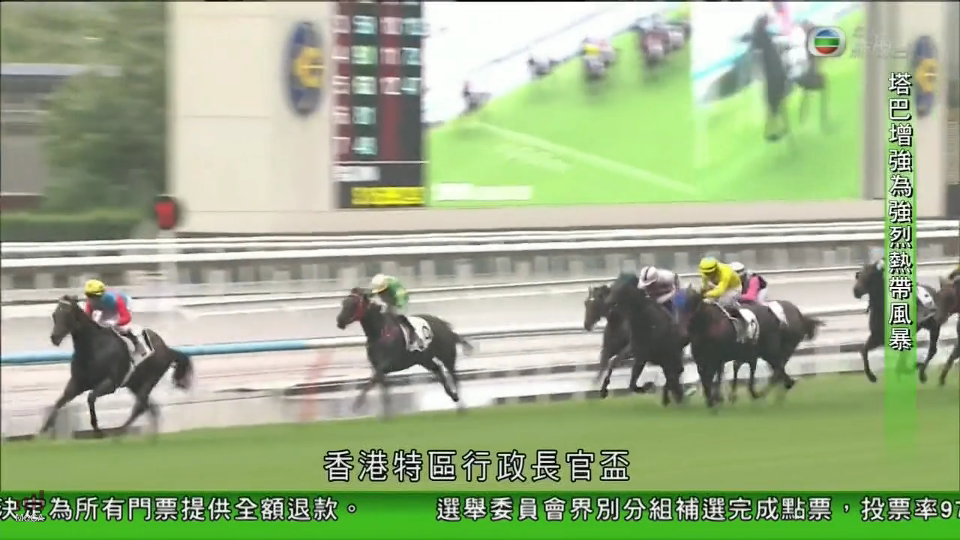 塔巴增強為強烈熱帶風暴
香港特區行政長官盃
決定為所有門票提供全額退款。 選舉委員會界別分組補選完成點票，投票率97